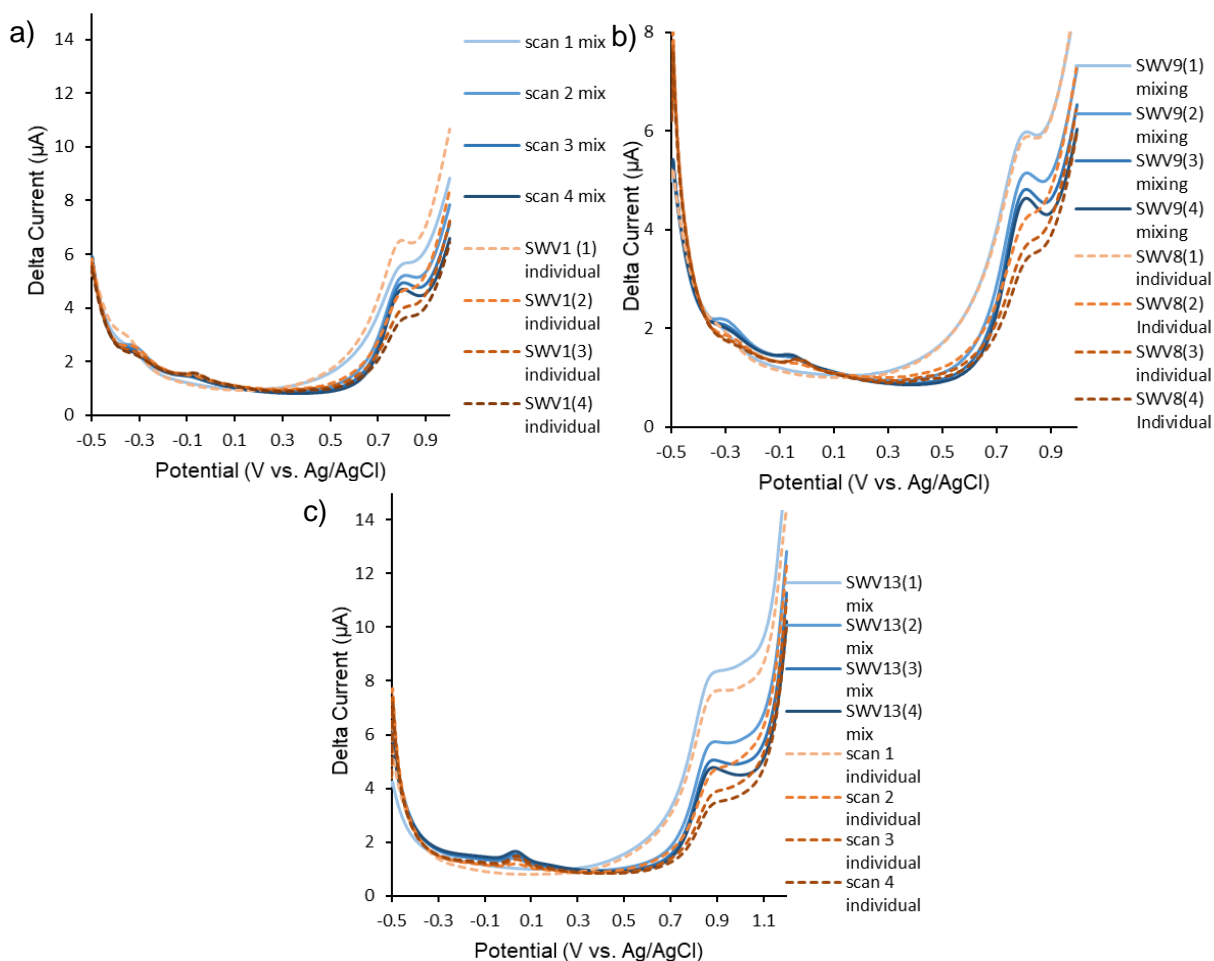 a)
14
12
10
8
6
4
2
0
Delta Current (µA)
-0.5
-0.3
-0.1
0.1
0.3
0.5
0.7
0.9
Potential (V vs. Ag/AgCl)
scan 1 mix
scan 2 mix
scan 3 mix
scan 4 mix
SWV1 (1)
individual
SWV1(2)
individual
SWV1(3)
individual
SWV1(4)
individual
b)
8
6
4
2
0
Delta Current (µA)
-0.5
-0.3
-0.1
0.1
0.3
0.5
0.7
0.9
Potential (V vs. Ag/AgCl)
SWV9(1)
mixing
SWV9(2)
mixing
SWV9(3)
mixing
SWV9(4)
mixing
SWV8(1)
individual
SWV8(2)
Individual
SWV8(3)
individual
SWV8(4)
Individual
c)
14
12
10
8
6
4
2
0
Delta Current (µA)
-0.5
-0.3
-0.1
0.1
0.3
0.5
0.7
0.9
1.1
Potential (V vs. Ag/AgCl)
SWV13(1)
mix
SWV13(2)
mix
SWV13(3)
mix
SWV13(4)
mix
scan 1
individual
scan 2
individual
scan 3
individual
scan 4
individual